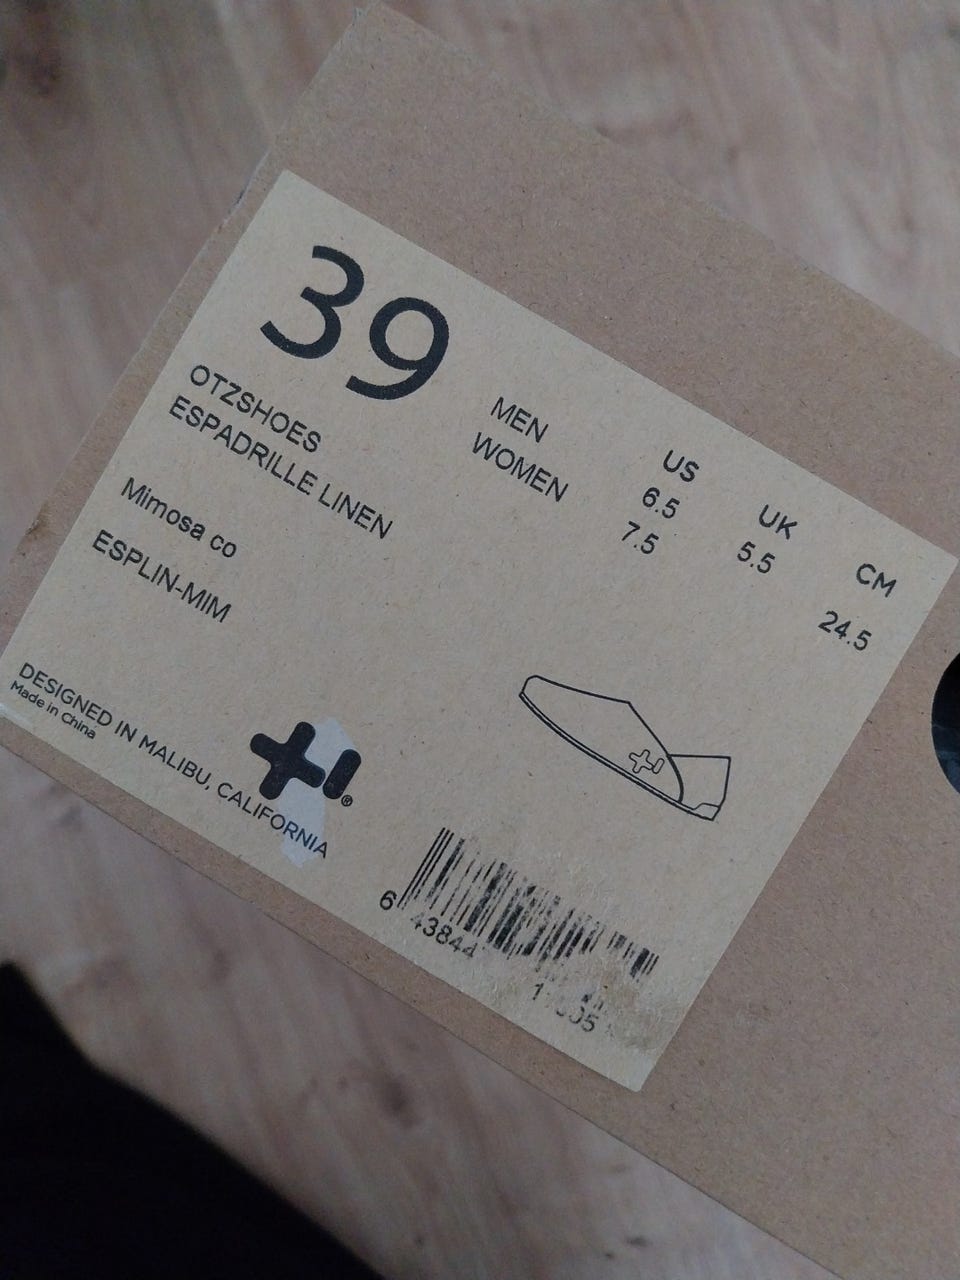 39
OTZSHOES
ESPADRILLE LINEN
Mimosa co
ESPLIN-MIM
US UK CM
MEN 6.5 5.5 24.5
WOMEN 7.5
DESIGNED IN MALIBU, CALIFORNIA
Made in China
®
6 43844